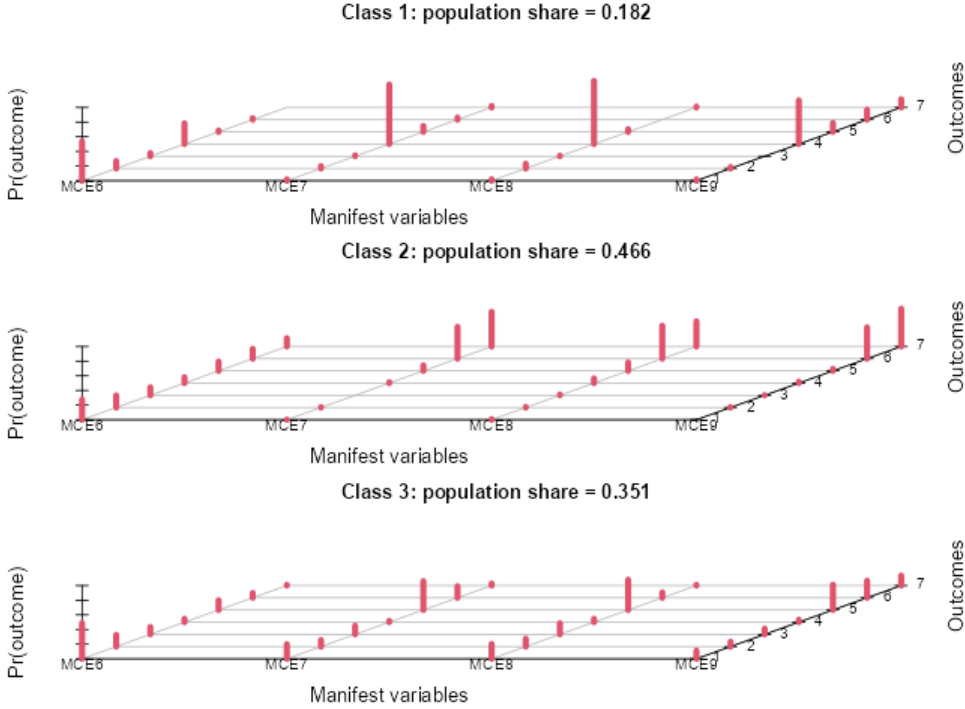 Class 1: population share = 0.182
Pr(outcome)
Outcomes
7
6
5
4
3
2
1
MCE6 MCE7 MCE8 MCE9
Manifest variables
Class 2: population share = 0.466
Pr(outcome)
Outcomes
7
6
5
4
3
2
1
MCE6 MCE7 MCE8 MCE9
Manifest variables
Class 3: population share = 0.351
Pr(outcome)
Outcomes
7
6
5
4
3
2
1
MCE6 MCE7 MCE8 MCE9
Manifest variables